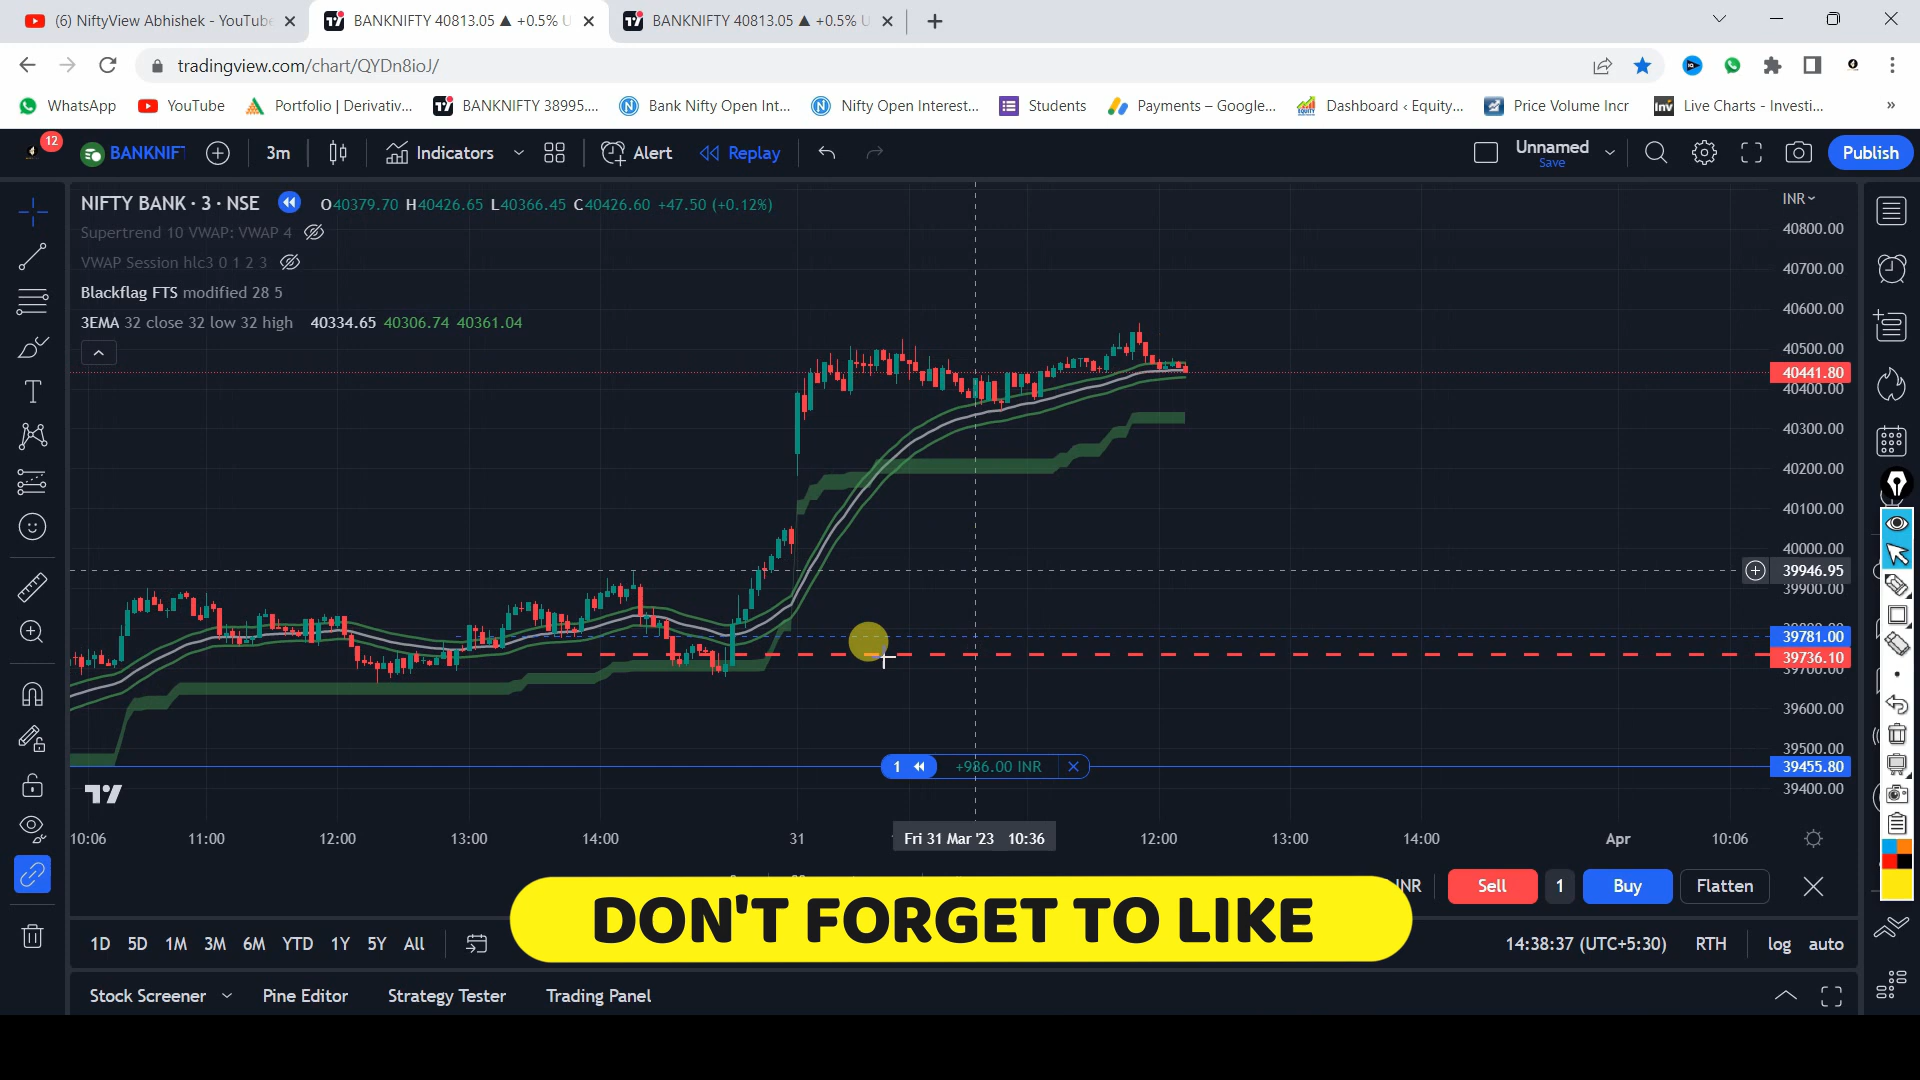 (6) NiftyView Abhishek - YouTube
BANKNIFTY 40813.05 ▲ +0.5% U
BANKNIFTY 40813.05 ▲ +0.5% U
tradingview.com/chart/QYDn8ioJ/
WhatsApp
YouTube
Portfolio | Derivativ...
BANKNIFTY 38995....
Bank Nifty Open Int...
Nifty Open Interest...
Students
Payments – Google...
Dashboard ‹ Equity...
Price Volume Incr
Live Charts - Investi...
»
12
BANKNIFT
3m
Indicators
Alert
Replay
Unnamed
Save
Publish
NIFTY BANK · 3 · NSE
O40379.70 H40426.65 L40366.45 C40426.60 +47.50 (+0.12%)
INR
Supertrend 10 VWAP: VWAP 4
VWAP Session hlc3 0 1 2 3
Blackflag FTS modified 28 5
3EMA 32 close 32 low 32 high 40334.65 40306.74 40361.04
40800.00
40700.00
40600.00
40500.00
40441.80
40400.00
40300.00
40200.00
40100.00
40000.00
39946.95
39900.00
39781.00
39736.10
39700.00
39600.00
39500.00
39455.80
39400.00
1
+986.00 INR
10:06
11:00
12:00
13:00
14:00
31
Fri 31 Mar '23 10:36
12:00
13:00
14:00
Apr
10:06
INR
Sell
1
Buy
Flatten
DON'T FORGET TO LIKE
1D 5D 1M 3M 6M YTD 1Y 5Y All
14:38:37 (UTC+5:30)
RTH
log
auto
Stock Screener
Pine Editor
Strategy Tester
Trading Panel